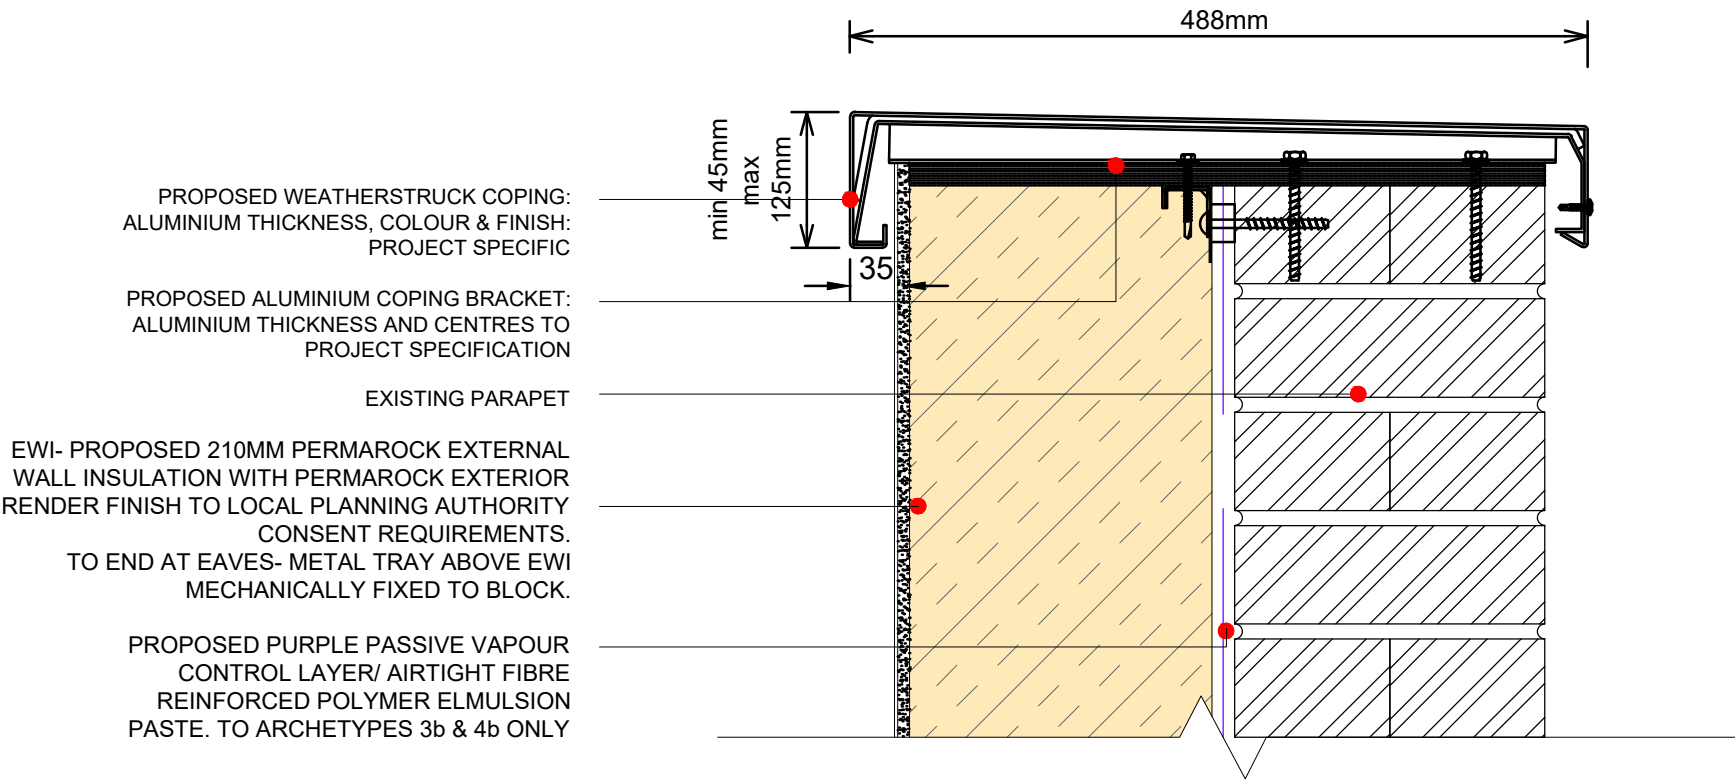 488mm
min 45mm
max
125mm
35
PROPOSED WEATHERSTRUCK COPING:
ALUMINIUM THICKNESS, COLOUR & FINISH:
PROJECT SPECIFIC
PROPOSED ALUMINIUM COPING BRACKET:
ALUMINIUM THICKNESS AND CENTRES TO
PROJECT SPECIFICATION
EXISTING PARAPET
EWI- PROPOSED 210MM PERMAROCK EXTERNAL
WALL INSULATION WITH PERMAROCK EXTERIOR
RENDER FINISH TO LOCAL PLANNING AUTHORITY
CONSENT REQUIREMENTS.
TO END AT EAVES- METAL TRAY ABOVE EWI
MECHANICALLY FIXED TO BLOCK.
PROPOSED PURPLE PASSIVE VAPOUR
CONTROL LAYER/ AIRTIGHT FIBRE
REINFORCED POLYMER ELMULSION
PASTE. TO ARCHETYPES 3b & 4b ONLY